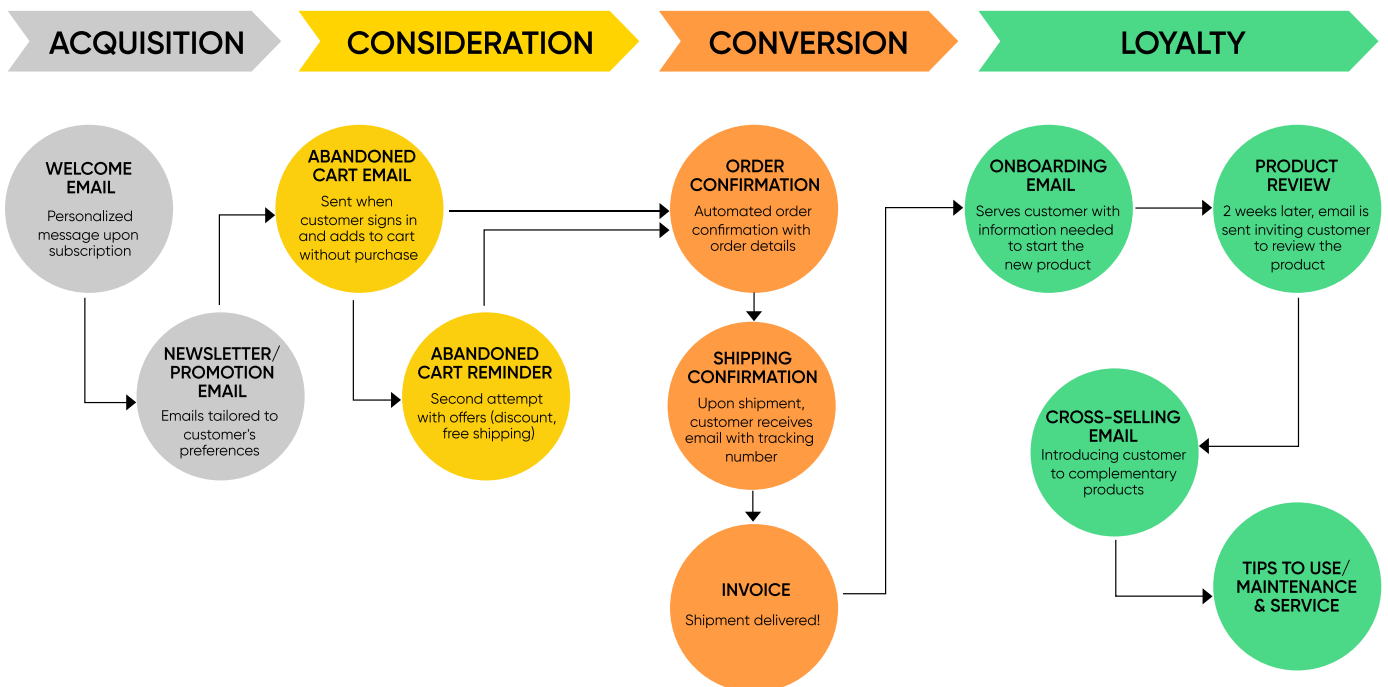 ACQUISITION
CONSIDERATION
CONVERSION
LOYALTY
WELCOME
EMAIL
Personalized
message upon
subscription
NEWSLETTER/
PROMOTION
EMAIL
Emails tailored to
customer's
preferences
ABANDONED
CART EMAIL
Sent when
customer signs in
and adds to cart
without purchase
ABANDONED
CART REMINDER
Second attempt
with offers (discount,
free shipping)
ORDER
CONFIRMATION
Automated order
confirmation with
order details
SHIPPING
CONFIRMATION
Upon shipment,
customer receives
email with tracking
number
INVOICE
Shipment delivered!
ONBOARDING
EMAIL
Serves customer with
information needed
to start the
new product
PRODUCT
REVIEW
2 weeks later, email is
sent inviting customer
to review the
product
CROSS-SELLING
EMAIL
Introducing customer
to complementary
products
TIPS TO USE/
MAINTENANCE
& SERVICE